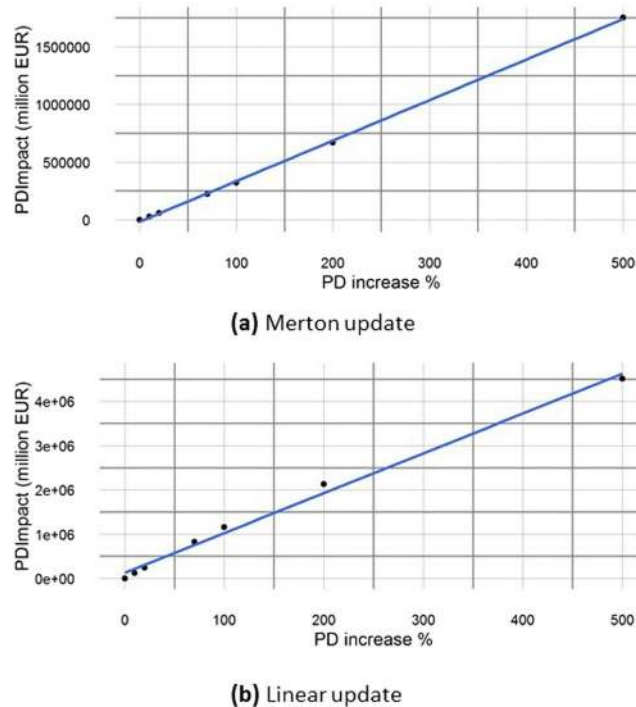 PDImpact (million EUR)
1500000
1000000
500000
0
0 100 200 300 400 500
PD increase %
(a) Merton update
PDImpact (million EUR)
4e+06
3e+06
2e+06
1e+06
0e+00
0 100 200 300 400 500
PD increase %
(b) Linear update